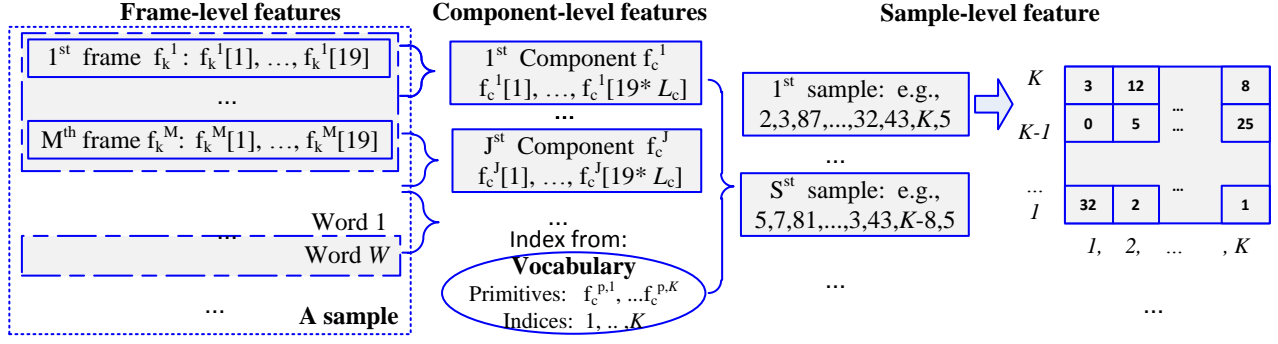 Frame-level features
1st frame fk1: fk1[1], …, fk1[19]
...
Mth frame fkM: fkM[1], …, fkM[19]
Word 1
...
Word W
...
A sample
Component-level features
1st Component fc1
fc1[1], …, fc1[19* Lc]
...
Jst Component fcJ
fcJ[1], …, fcJ[19* Lc]
...
Index from:
Vocabulary
Primitives: fcp,1, ...fcp,K
Indices: 1, .. ,K
Sample-level feature
1st sample: e.g.,
2,3,87,...,32,43,K,5
...
Sst sample: e.g.,
5,7,81,...,3,43,K-8,5
...
K 3 12 ... 8
K-1 0 5 ... 25
... ...
1 32 2 1
1, 2, ... , K
...